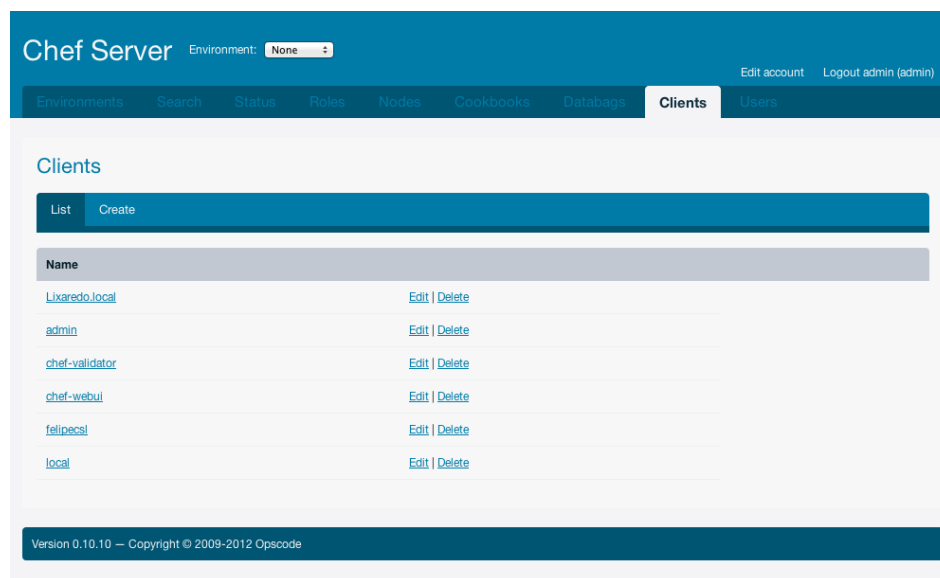 Chef Server Environment: None
Edit account Logout admin (admin)
Environments Search Status Roles Nodes Cookbooks Databags Clients Users
Clients
List Create
Name
Lixaredo.local Edit | Delete
admin Edit | Delete
chef-validator Edit | Delete
chef-webui Edit | Delete
felipecsl Edit | Delete
local Edit | Delete
Version 0.10.10 — Copyright © 2009-2012 Opscode